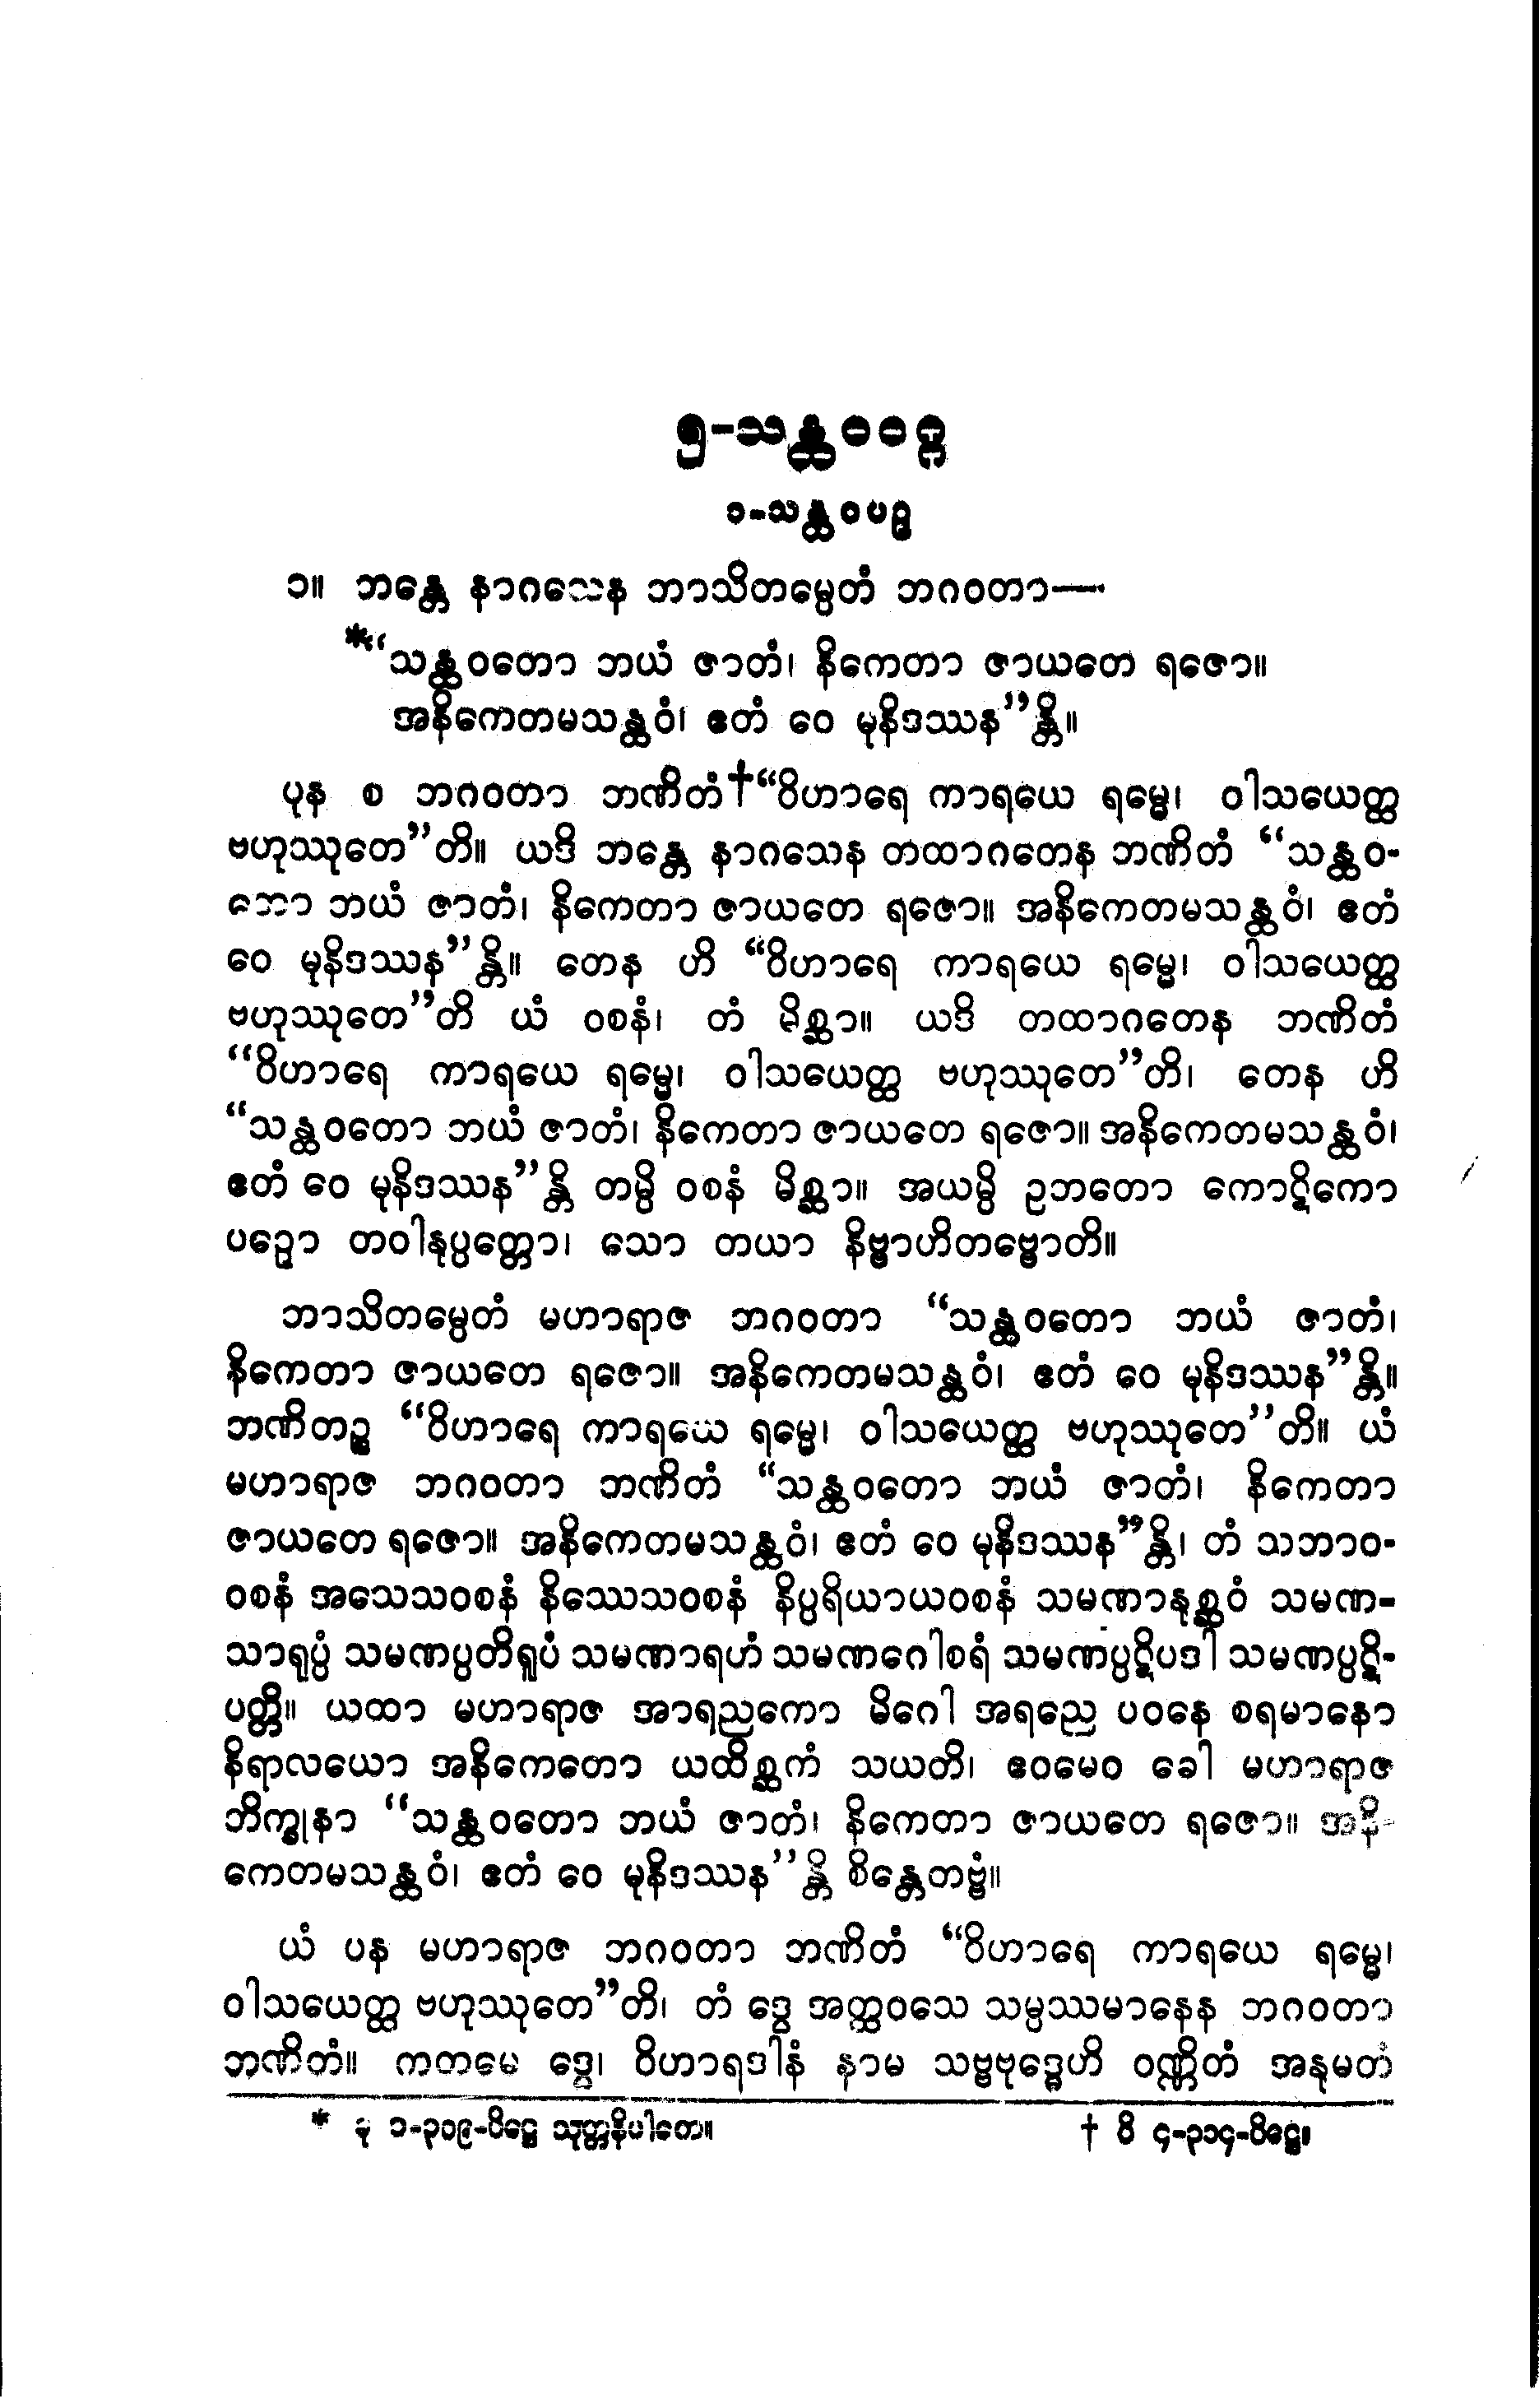 ၅-သန္ထဝဝဂ္ဂ
၁-သန္ထဝပဉှ
၁။ ဘန္တေ နာဂသေန ဘာသိတမ္ပေတံ ဘဂဝတာ—
*“သန္ထဝတော ဘယံ ဇာတံ၊ နိကေတာ ဇာယတေ ရဇော။
အနိကေတမသန္ထဝံ၊ ဧတံ ဝေ မုနိဒဿန”န္တိ။
ပုန စ ဘဂဝတာ ဘဏိတံ†“ဝိဟာရေ ကာရယေ ရမ္မေ၊ ဝါသယေတ္ထ
ဗဟုဿုတေ”တိ။ ယဒိ ဘန္တေ နာဂသေန တထာဂတေန ဘဏိတံ “သန္ထဝ-
တော ဘယံ ဇာတံ၊ နိကေတာ ဇာယတေ ရဇော။ အနိကေတမသန္ထဝံ၊ ဧတံ
ဝေ မုနိဒဿန”န္တိ။ တေန ဟိ “ဝိဟာရေ ကာရယေ ရမ္မေ၊ ဝါသယေတ္ထ
ဗဟုဿုတေ”တိ ယံ ဝစနံ၊ တံ မိစ္ဆာ။ ယဒိ တထာဂတေန ဘဏိတံ
“ဝိဟာရေ ကာရယေ ရမ္မေ၊ ဝါသယေတ္ထ ဗဟုဿုတေ”တိ၊ တေန ဟိ
“သန္ထဝတော ဘယံ ဇာတံ၊ နိကေတာ ဇာယတေ ရဇော။ အနိကေတမသန္ထဝံ၊
ဧတံ ဝေ မုနိဒဿန”န္တိ တမ္ပိ ဝစနံ မိစ္ဆာ။ အယမ္ပိ ဥဘတော ကောဋိကော
ပဉှော တဝါနုပ္ပတ္တော၊ သော တယာ နိဗ္ဗာဟိတဗ္ဗောတိ။
ဘာသိတမ္ပေတံ မဟာရာဇ ဘဂဝတာ “သန္ထဝတော ဘယံ ဇာတံ၊
နိကေတာ ဇာယတေ ရဇော။ အနိကေတမသန္ထဝံ၊ ဧတံ ဝေ မုနိဒဿန”န္တိ။
ဘဏိတဉ္စ “ဝိဟာရေ ကာရယေ ရမ္မေ၊ ဝါသယေတ္ထ ဗဟုဿုတေ”တိ။ ယံ
မဟာရာဇ ဘဂဝတာ ဘဏိတံ “သန္ထဝတော ဘယံ ဇာတံ၊ နိကေတာ
ဇာယတေ ရဇော။ အနိကေတမသန္ထဝံ၊ ဧတံ ဝေ မုနိဒဿန”န္တိ၊ တံ သဘာဝ-
ဝစနံ အသေသဝစနံ နိဿေသဝစနံ နိပ္ပရိယာယဝစနံ သမဏာနုစ္ဆဝံ သမဏ-
သာရုပ္ပံ သမဏပ္ပတိရူပံ သမဏာရဟံ သမဏဂေါစရံ သမဏပ္ပဋိပဒါ သမဏပ္ပဋိ-
ပတ္တိ။ ယထာ မဟာရာဇ အာရညကော မိဂေါ အရညေ ပဝနေ စရမာနော
နိရာလယော အနိကေတော ယထိစ္ဆကံ သယတိ၊ ဧဝမေဝ ခေါ မဟာရာဇ
ဘိက္ခုနာ “သန္ထဝတော ဘယံ ဇာတံ၊ နိကေတာ ဇာယတေ ရဇော။ အနိ-
ကေတမသန္ထဝံ၊ ဧတံ ဝေ မုနိဒဿန”န္တိ စိန္တေတဗ္ဗံ။
ယံ ပန မဟာရာဇ ဘဂဝတာ ဘဏိတံ “ဝိဟာရေ ကာရယေ ရမ္မေ၊
ဝါသယေတ္ထ ဗဟုဿုတေ”တိ၊ တံ ဒွေ အတ္ထဝသေ သမ္ပဿမာနေန ဘဂဝတာ
ဘဏိတံ။ ကတမေ ဒွေ၊ ဝိဟာရဒါနံ နာမ သဗ္ဗဗုဒ္ဓေဟိ ဝဏ္ဏိတံ အနုမတံ
* ခု ၁-၃၀၉-ပိဋ္ဌေ သုတ္တနိပါတေ။
† ဝိ ၄-၃၁၄-ပိဋ္ဌေ။